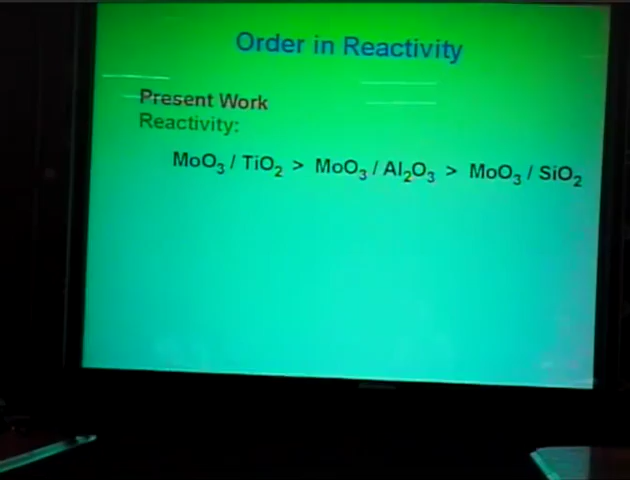 Order in Reactivity
Present Work
Reactivity:
MoO₃ / TiO₂ > MoO₃ / Al₂O₃ > MoO₃ / SiO₂